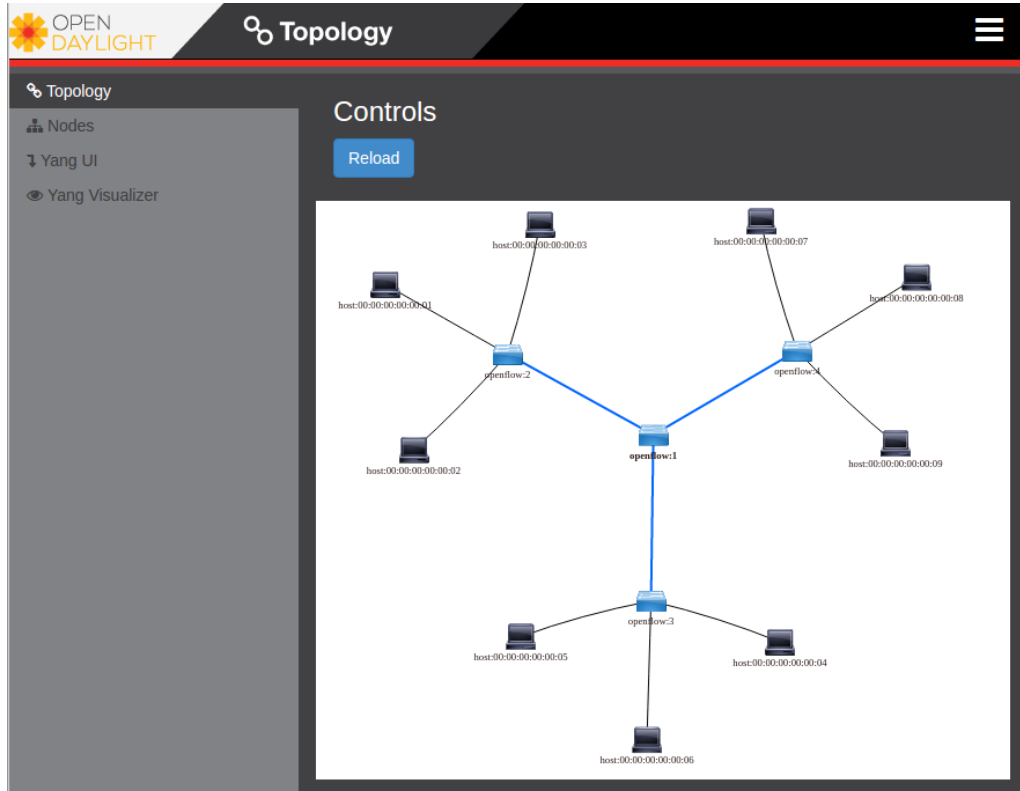 OPEN
DAYLIGHT
Topology
Topology
Nodes
Yang UI
Yang Visualizer
Controls
Reload
host:00:00:00:00:00:03
host:00:00:00:00:00:07
host:00:00:00:00:00:01
host:00:00:00:00:00:08
openflow:2
openflow:4
openflow:1
host:00:00:00:00:00:02
host:00:00:00:00:00:09
openflow:3
host:00:00:00:00:00:05
host:00:00:00:00:00:04
host:00:00:00:00:00:06